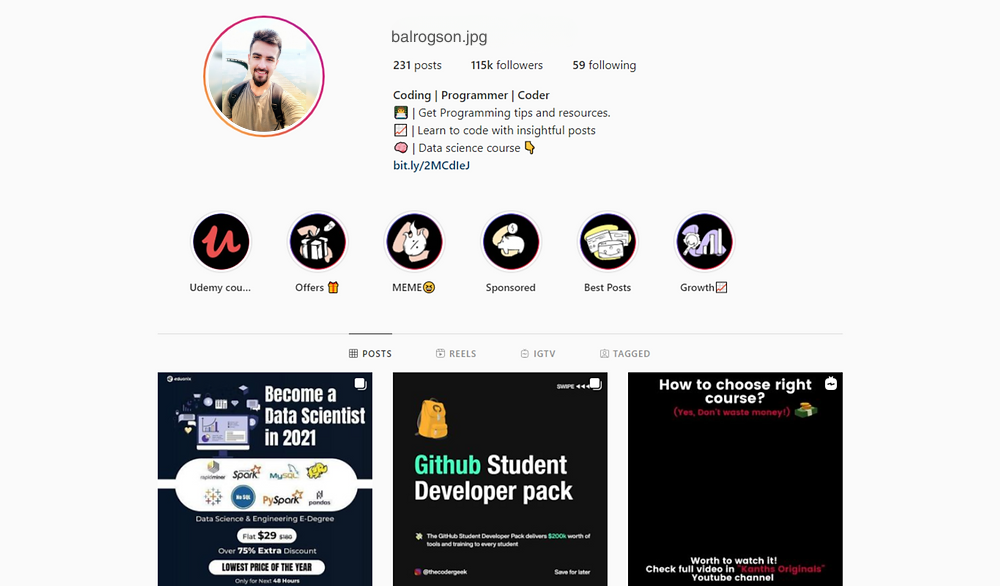 balrogson.jpg
231 posts 115k followers 59 following
Coding | Programmer | Coder
| Get Programming tips and resources.
| Learn to code with insightful posts
| Data science course
bit.ly/2MCdIeJ
Udemy cou... Offers MEME Sponsored Best Posts Growth
POSTS REELS IGTV TAGGED
eduonix
Become a
Data Scientist
in 2021
rapidminer Spark MySQL
No SQL PySpark pandas
Data Science & Engineering E-Degree
Flat $29 $180
Over 75% Extra Discount
LOWEST PRICE OF THE YEAR
Only for Next 48 Hours
SWIPE
Github Student
Developer pack
The GitHub Student Developer Pack delivers $200k worth of
tools and training to every student
@thecodergeek Save for later
How to choose right
course?
(Yes, Don't waste money!)
Worth to watch it!
Check full video in "Kanths Originals"
Youtube channel